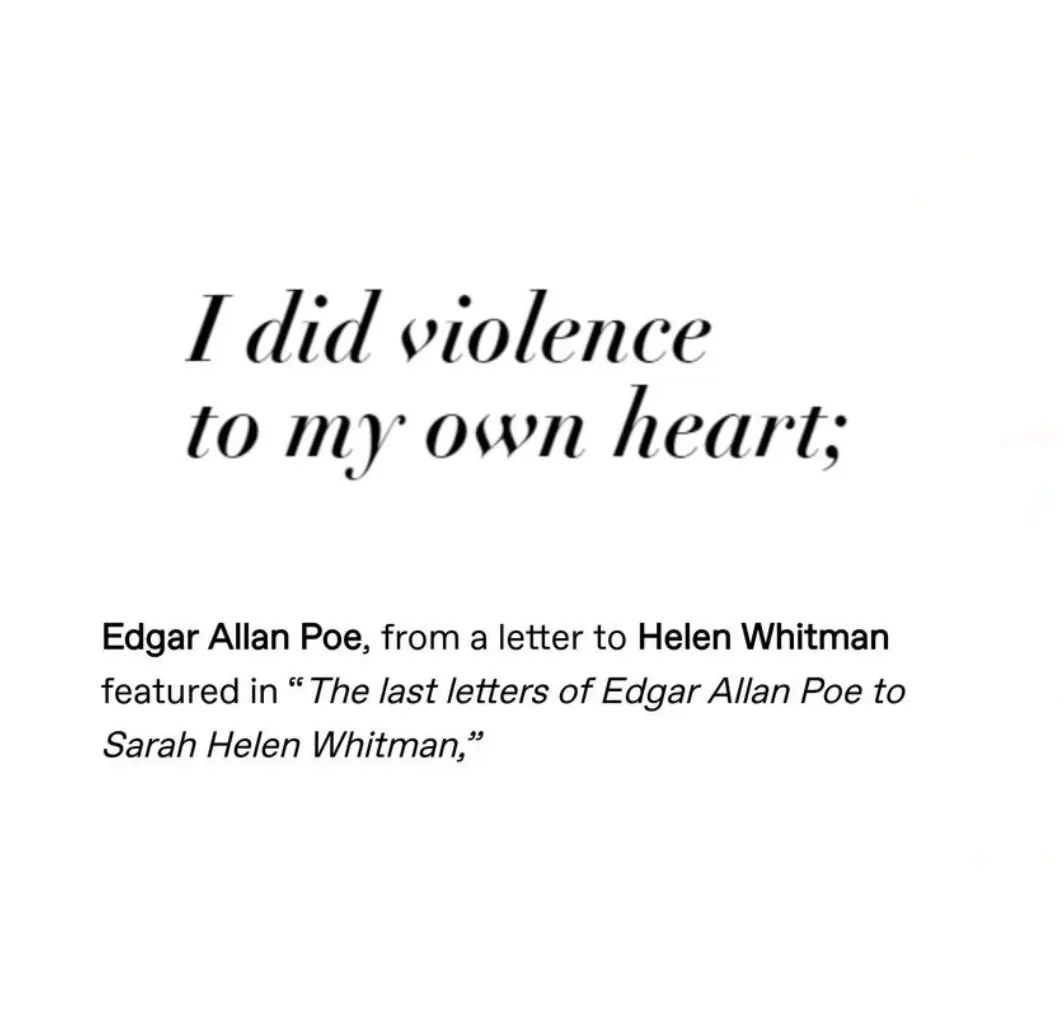 I did violence
to my own heart;
Edgar Allan Poe, from a letter to Helen Whitman
featured in “The last letters of Edgar Allan Poe to
Sarah Helen Whitman,”